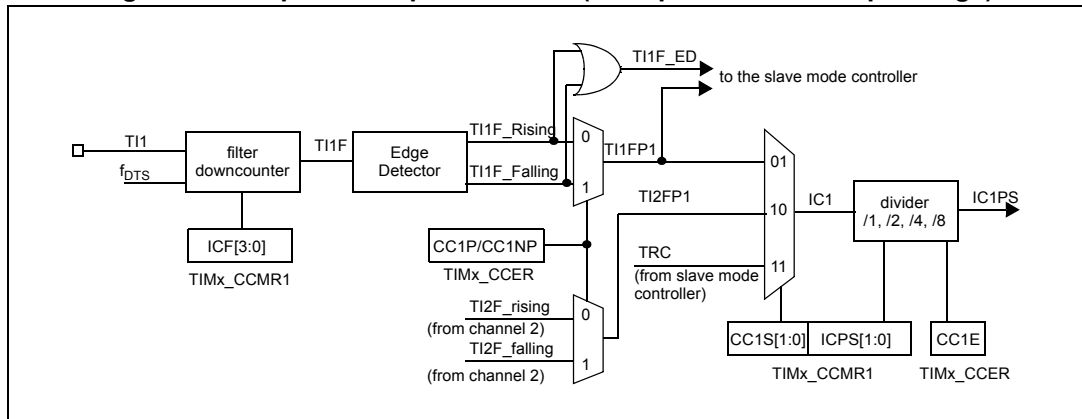 TI1F_ED
to the slave mode controller
TI1
fDTS
filter
downcounter
TI1F
Edge
Detector
TI1F_Rising
TI1F_Falling
0
1
TI1FP1
TI2FP1
01
10
11
IC1
divider
/1, /2, /4, /8
IC1PS
ICF[3:0]
TIMx_CCMR1
CC1P/CC1NP
TIMx_CCER
TRC
(from slave mode
controller)
TI2F_rising
(from channel 2)
TI2F_falling
(from channel 2)
0
1
CC1S[1:0]
ICPS[1:0]
CC1E
TIMx_CCMR1
TIMx_CCER